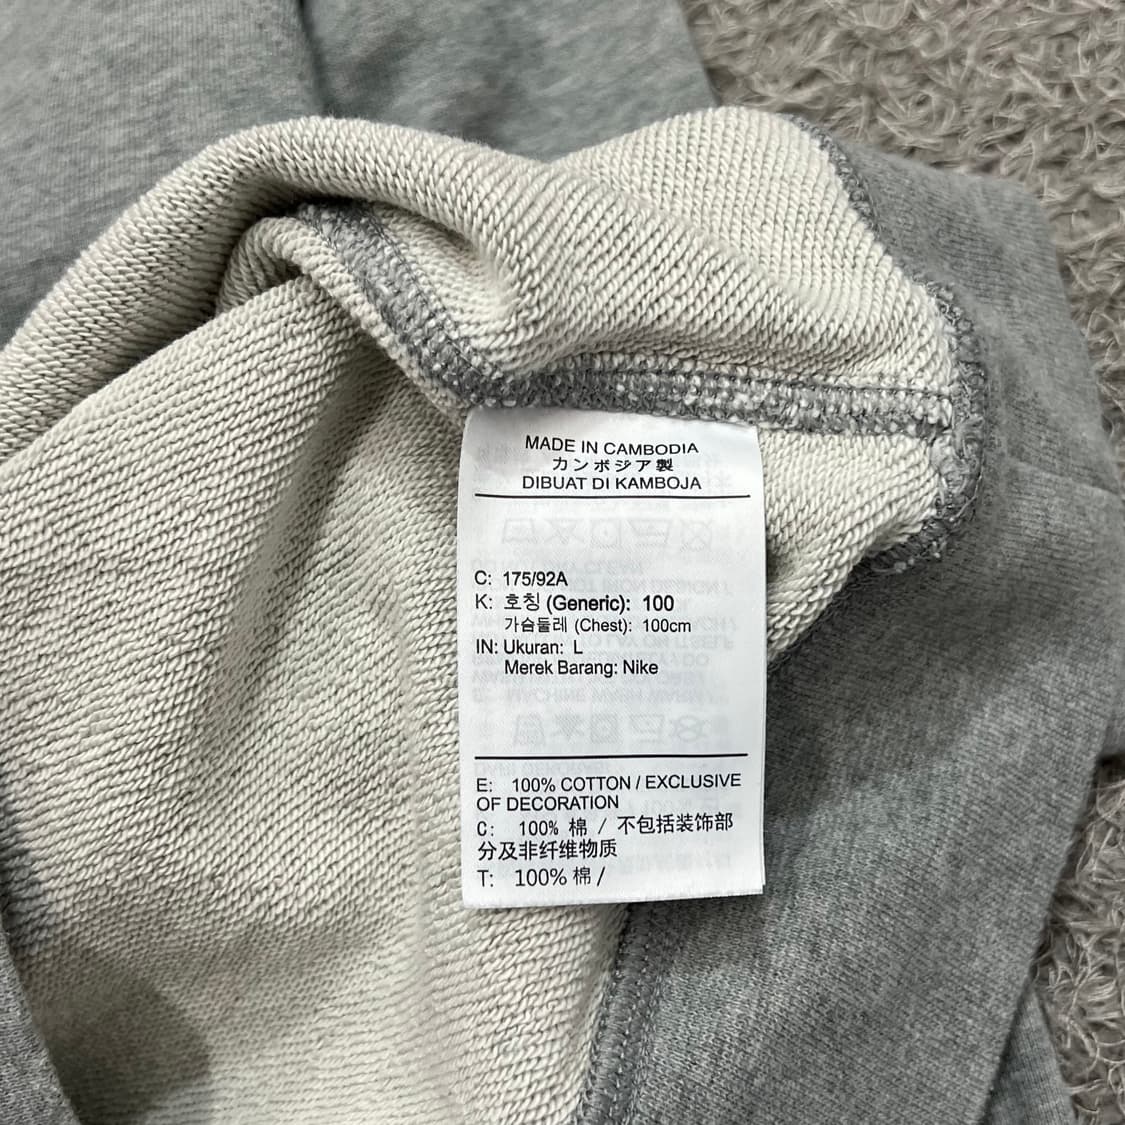 MADE IN CAMBODIA
カンボジア製
DIBUAT DI KAMBOJA
C: 175/92A
K: 호칭 (Generic): 100
가슴둘레 (Chest): 100cm
IN: Ukuran: L
Merek Barang: Nike
E: 100% COTTON / EXCLUSIVE
OF DECORATION
C: 100% 棉 / 不包括装饰部
分及非纤维物质
T: 100% 棉 /